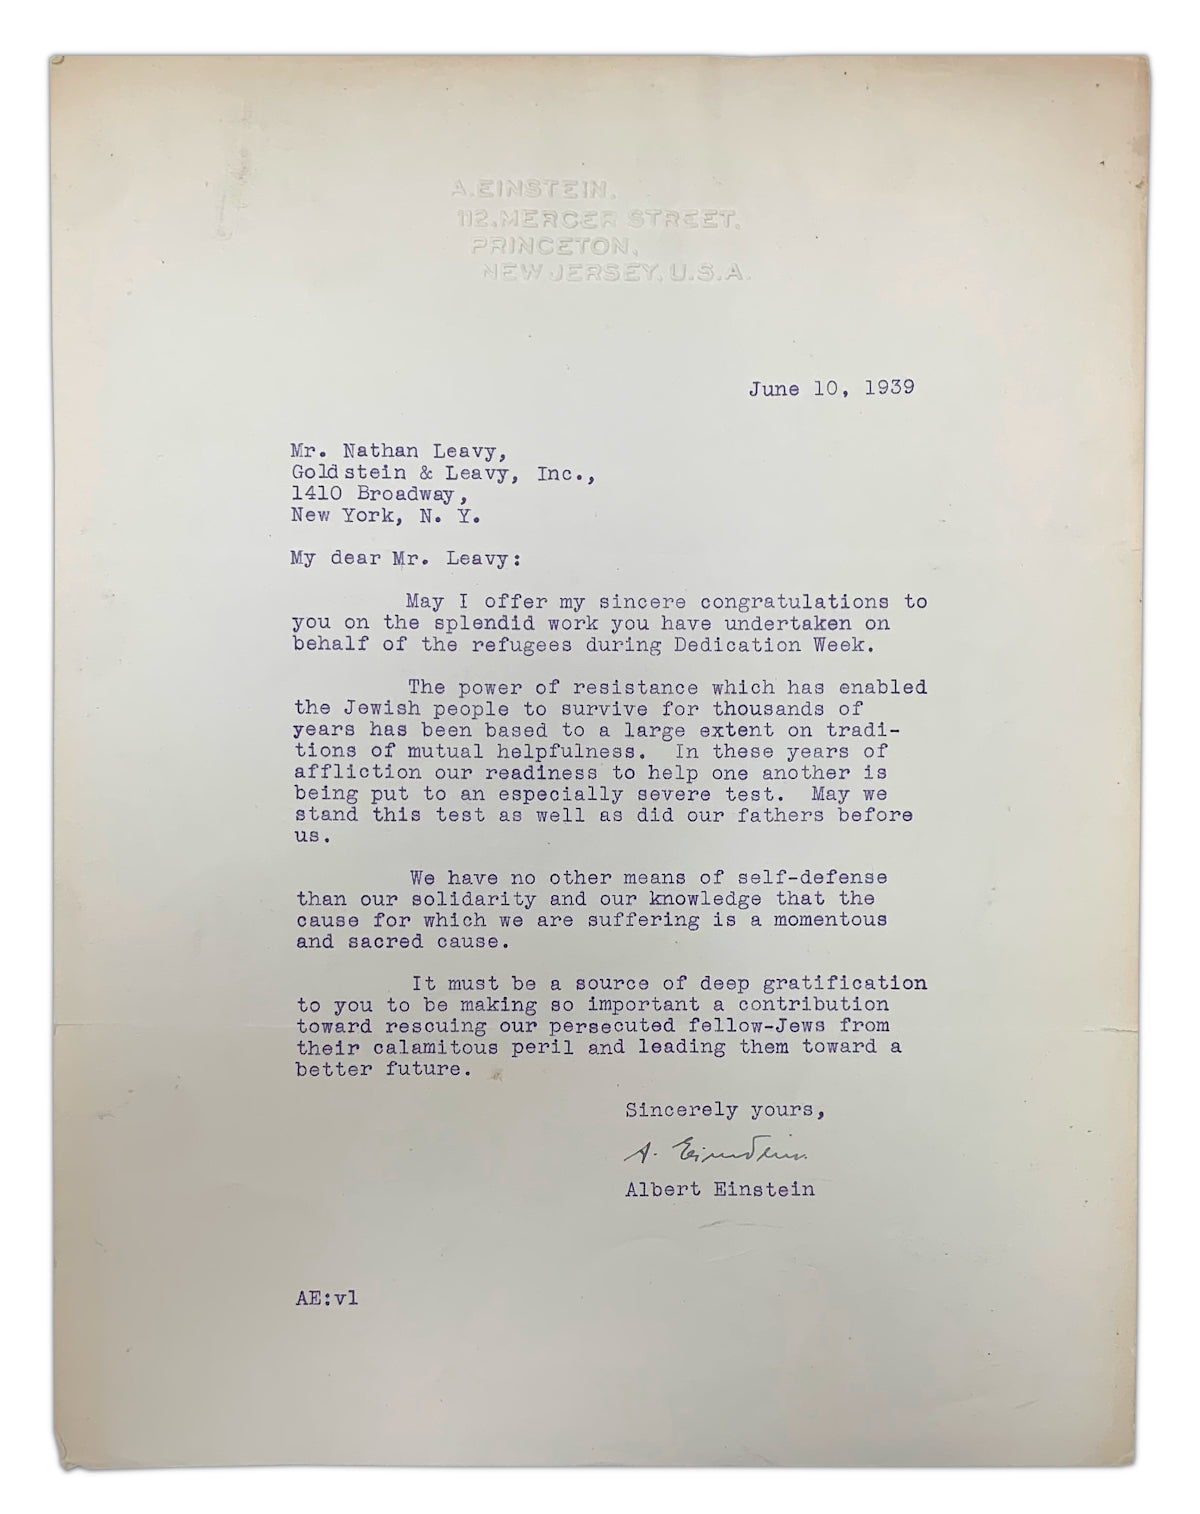 A. EINSTEIN.
112, MERCER STREET,
PRINCETON,
NEW JERSEY, U.S.A.
June 10, 1939
Mr. Nathan Leavy,
Goldstein & Leavy, Inc.,
1410 Broadway,
New York, N. Y.
My dear Mr. Leavy:
May I offer my sincere congratulations to
you on the splendid work you have undertaken on
behalf of the refugees during Dedication Week.
The power of resistance which has enabled
the Jewish people to survive for thousands of
years has been based to a large extent on tradi-
tions of mutual helpfulness. In these years of
affliction our readiness to help one another is
being put to an especially severe test. May we
stand this test as well as did our fathers before
us.
We have no other means of self-defense
than our solidarity and our knowledge that the
cause for which we are suffering is a momentous
and sacred cause.
It must be a source of deep gratification
to you to be making so important a contribution
toward rescuing our persecuted fellow-Jews from
their calamitous peril and leading them toward a
better future.
Sincerely yours,
A. Einstein.
Albert Einstein
AE:vl